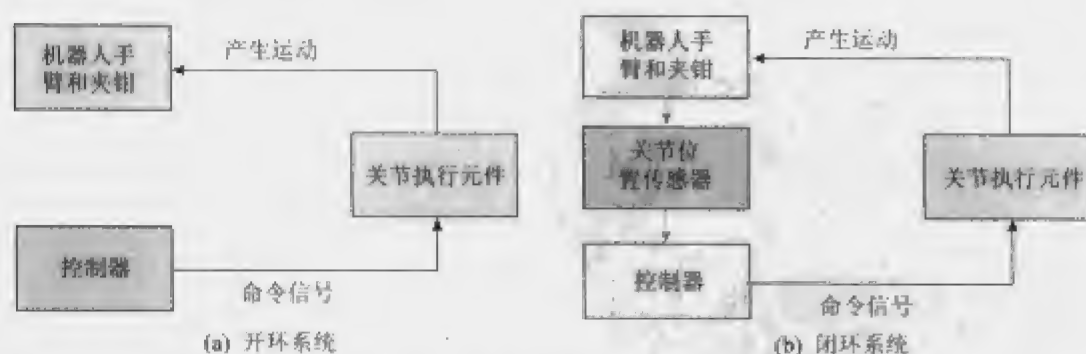 机器人手
臂和夹钳
产生运动
关节执行元件
控制器
命令信号
(a) 开环系统
机器人手
臂和夹钳
产生运动
关节位
置传感器
关节执行元件
控制器
命令信号
(b) 闭环系统